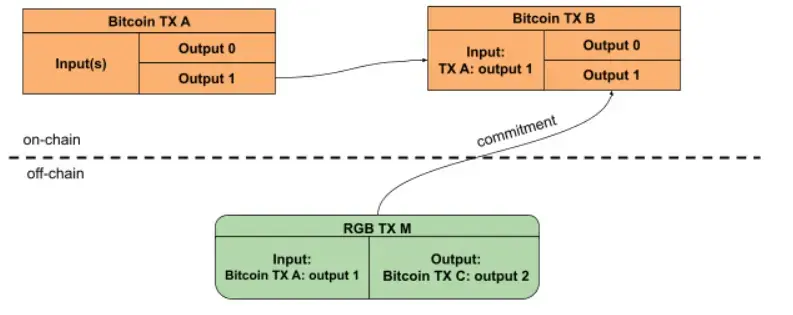 Bitcoin TX A
Input(s)
Output 0
Output 1
Bitcoin TX B
Input:
TX A: output 1
Output 0
Output 1
commitment
on-chain
off-chain
RGB TX M
Input:
Bitcoin TX A: output 1
Output:
Bitcoin TX C: output 2